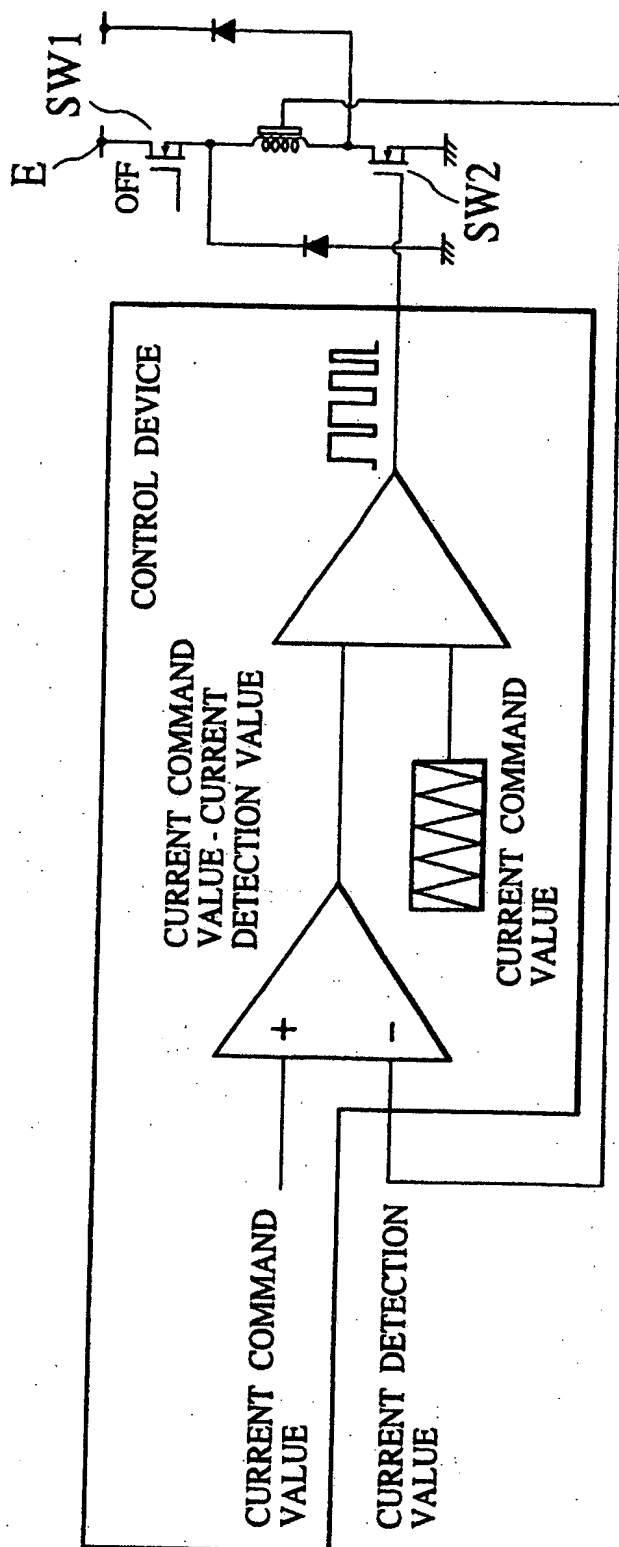 CURRENT COMMAND
VALUE
CURRENT DETECTION
VALUE
+
-
CURRENT COMMAND
VALUE - CURRENT
DETECTION VALUE
CURRENT COMMAND
VALUE
CONTROL DEVICE
E
SW1
OFF
SW2